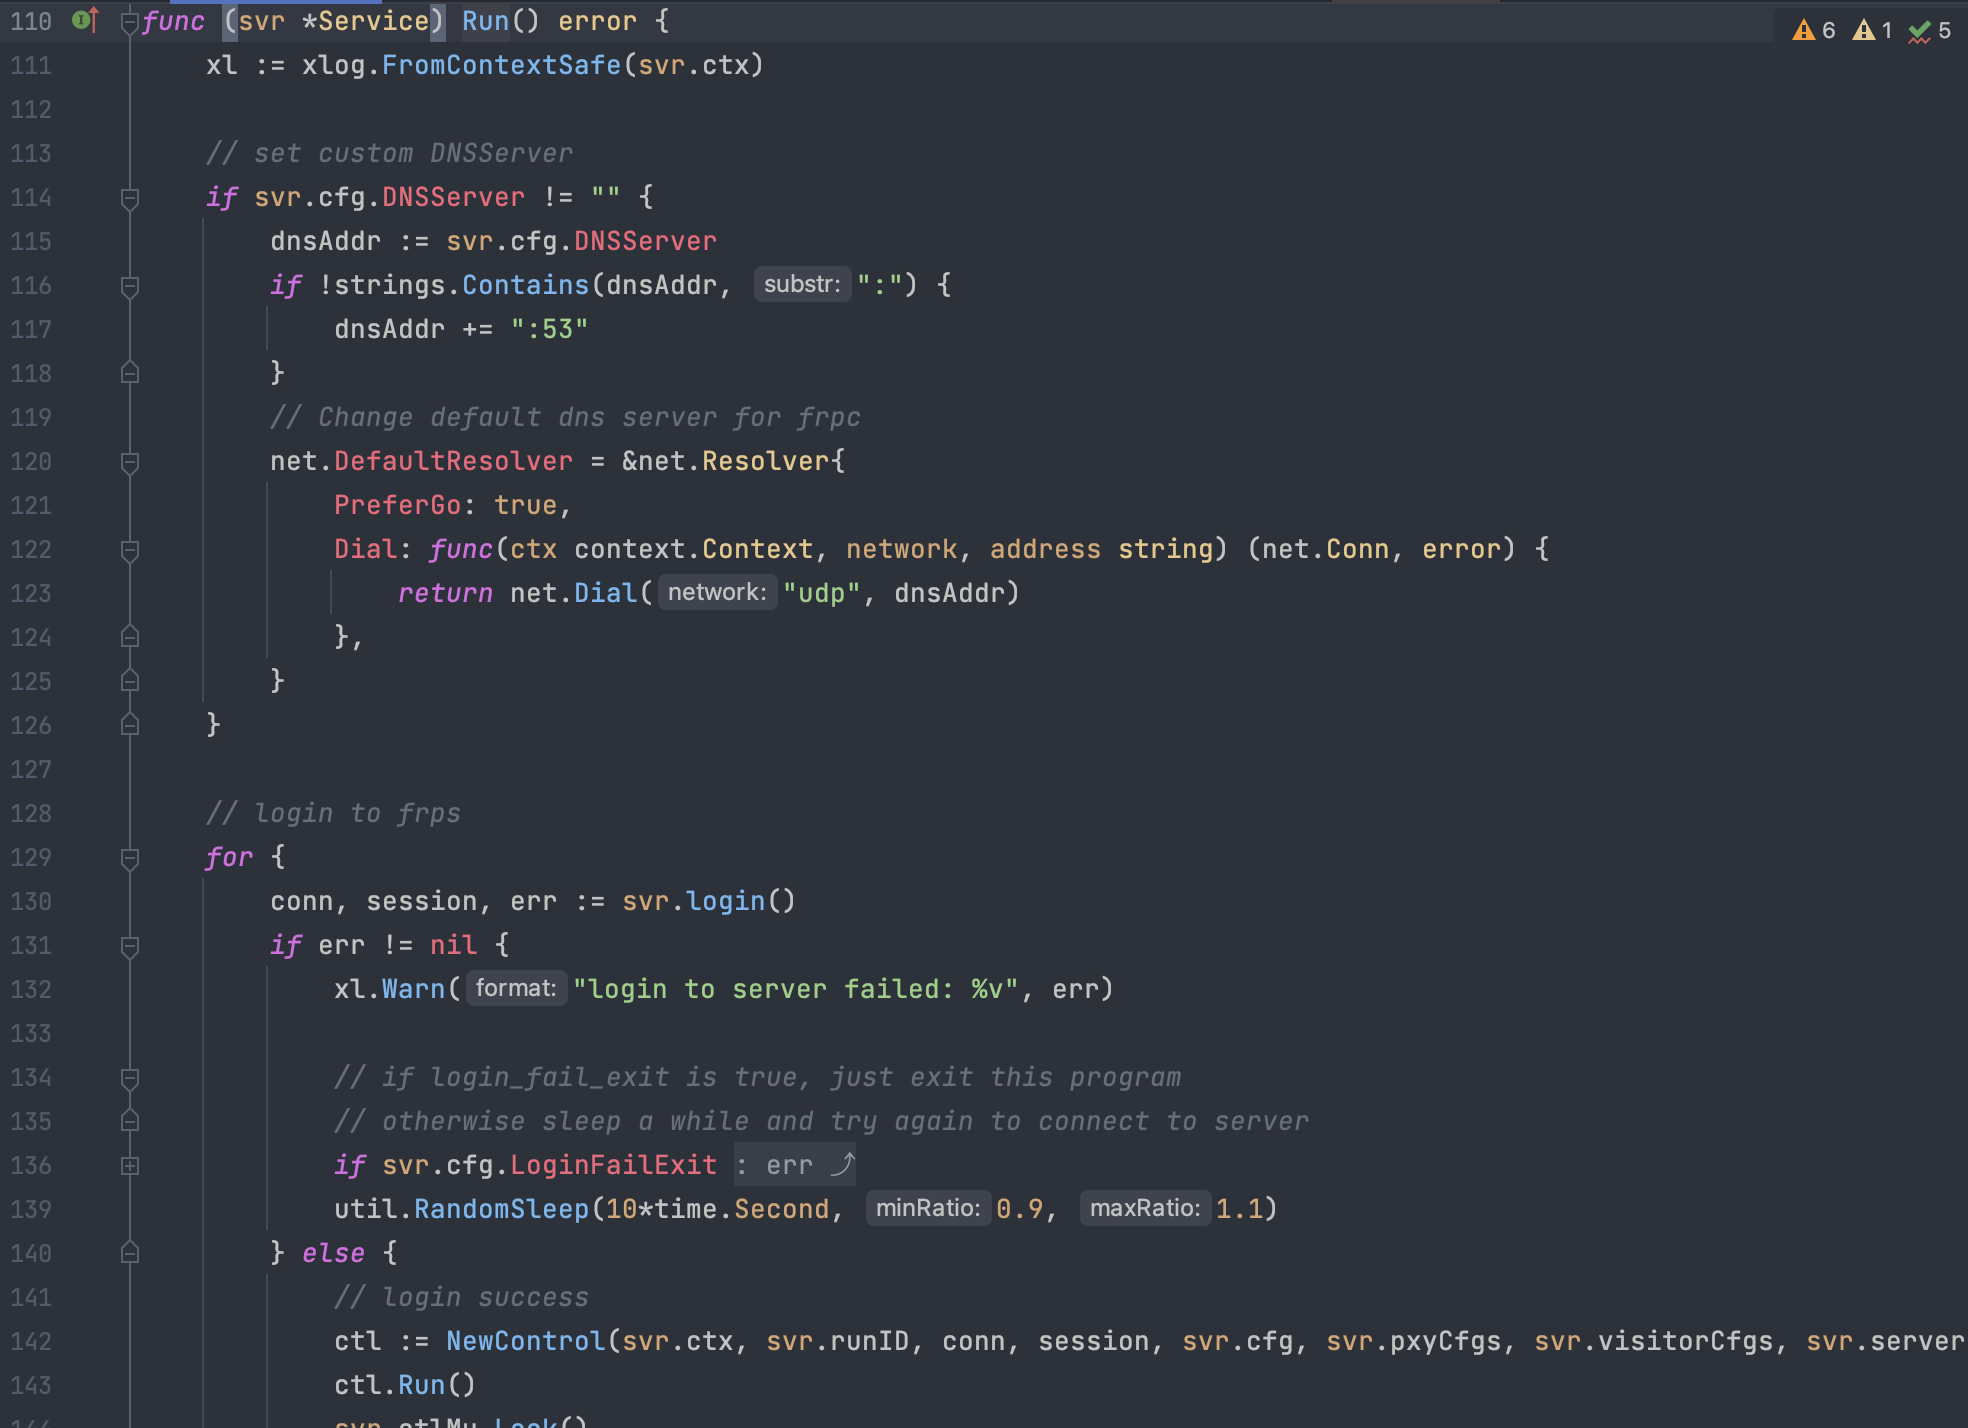 110 func (svr *Service) Run() error {
6 1 5
111 xl := xlog.FromContextSafe(svr.ctx)
112
113 // set custom DNSServer
114 if svr.cfg.DNSServer != "" {
115 dnsAddr := svr.cfg.DNSServer
116 if !strings.Contains(dnsAddr, substr: ":") {
117 dnsAddr += ":53"
118 }
119 // Change default dns server for frpc
120 net.DefaultResolver = &net.Resolver{
121 PreferGo: true,
122 Dial: func(ctx context.Context, network, address string) (net.Conn, error) {
123 return net.Dial( network: "udp", dnsAddr)
124 },
125 }
126 }
127
128 // login to frps
129 for {
130 conn, session, err := svr.login()
131 if err != nil {
132 xl.Warn( format: "login to server failed: %v", err)
133
134 // if login_fail_exit is true, just exit this program
135 // otherwise sleep a while and try again to connect to server
136 if svr.cfg.LoginFailExit : err ⤴
139 util.RandomSleep(10*time.Second, minRatio: 0.9, maxRatio: 1.1)
140 } else {
141 // login success
142 ctl := NewControl(svr.ctx, svr.runID, conn, session, svr.cfg, svr.pxyCfgs, svr.visitorCfgs, svr.server
143 ctl.Run()
144 svr.ctlMu.Lock()